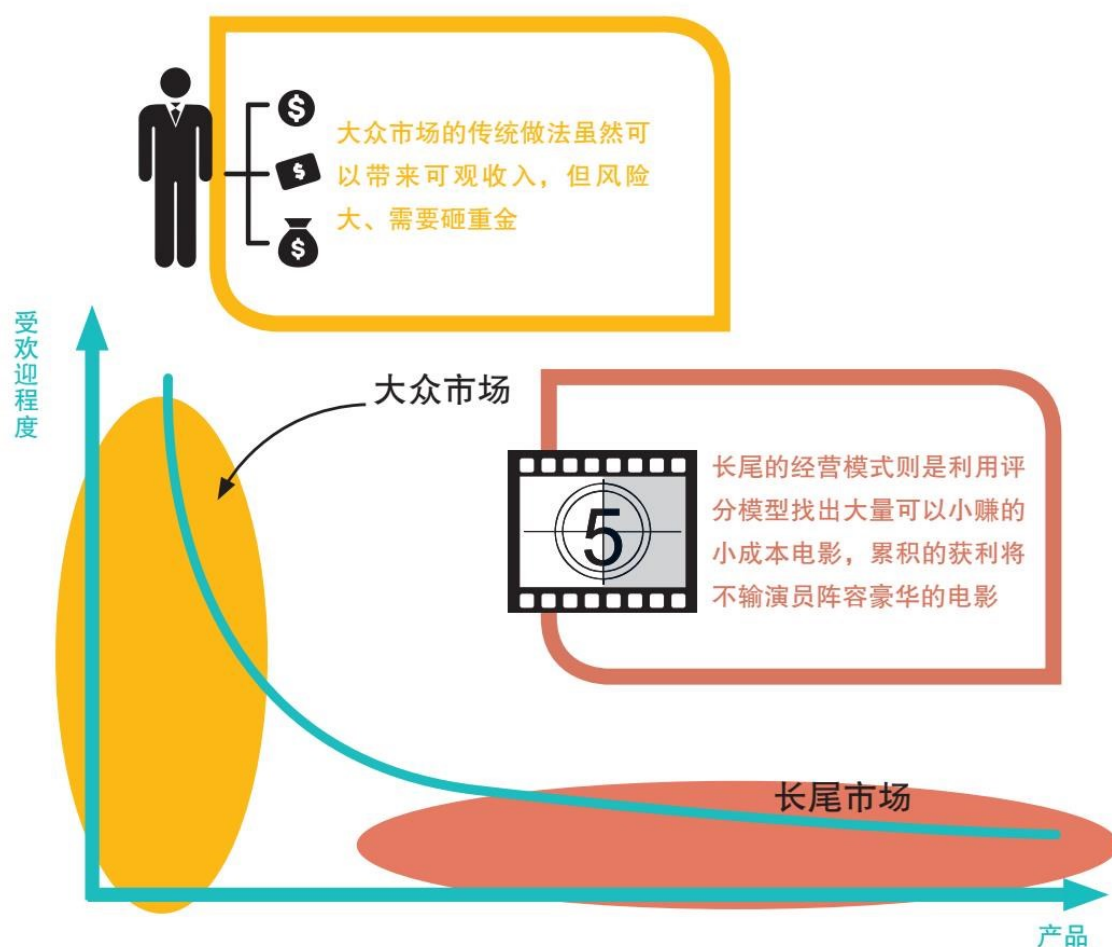 大众市场的传统做法虽然可
以带来可观收入，但风险
大、需要砸重金
受欢迎程度
大众市场
长尾的经营模式则是利用评
分模型找出大量可以小赚的
小成本电影，累积的获利将
不输演员阵容豪华的电影
5
长尾市场
产品